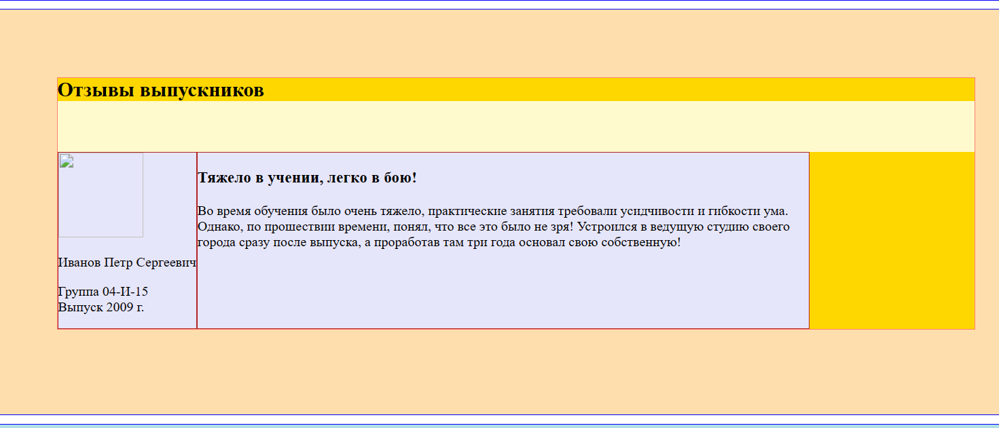 Отзывы выпускников
Тяжело в учении, легко в бою!
Во время обучения было очень тяжело, практические занятия требовали усидчивости и гибкости ума.
Однако, по прошествии времени, понял, что все это было не зря! Устроился в ведущую студию своего
города сразу после выпуска, а проработав там три года основал свою собственную!
Иванов Петр Сергеевич
Группа 04-И-15
Выпуск 2009 г.